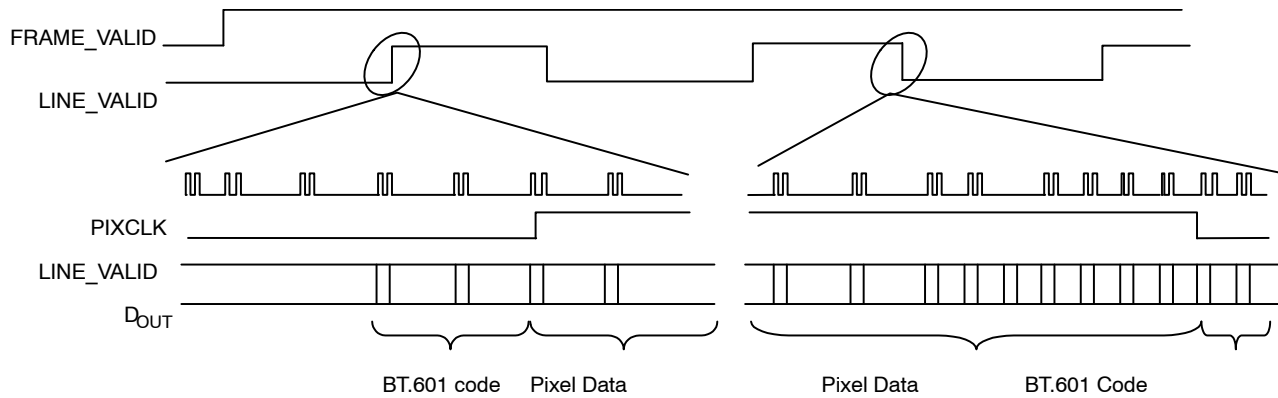 FRAME_VALID
LINE_VALID
PIXCLK
LINE_VALID
DOUT
BT.601 code Pixel Data Pixel Data BT.601 Code